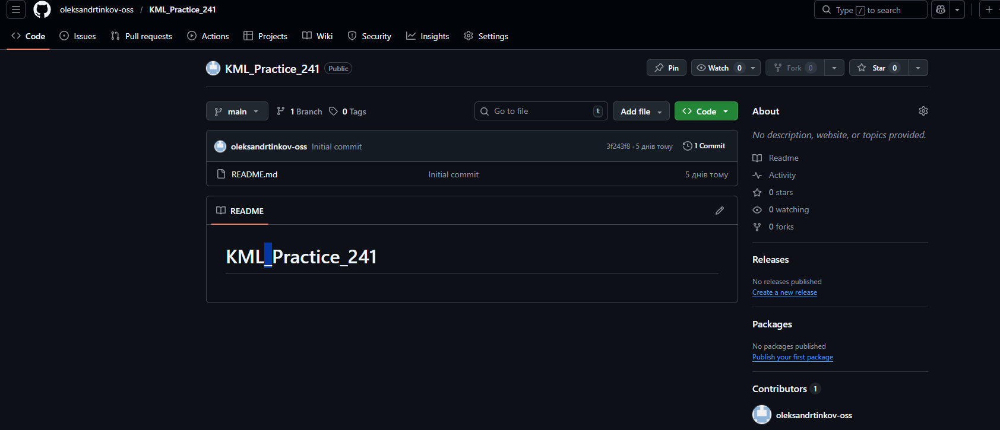 oleksandrtinkov-oss / KML_Practice_241
Type / to search
Code Issues Pull requests Actions Projects Wiki Security Insights Settings
KML_Practice_241 Public
Pin Watch 0 Fork 0 Star 0
main 1 Branch 0 Tags Go to file t Add file Code
oleksandrtinkov-oss Initial commit 3f243f8 · 5 днів тому 1 Commit
README.md Initial commit 5 днів тому
README
KML_Practice_241
About
No description, website, or topics provided.
Readme
Activity
0 stars
0 watching
0 forks
Releases
No releases published
Create a new release
Packages
No packages published
Publish your first package
Contributors 1
oleksandrtinkov-oss